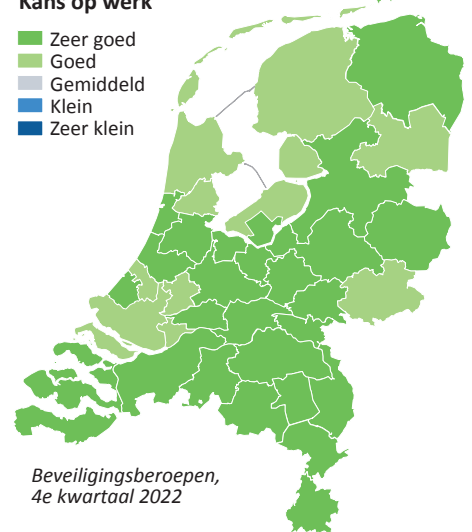 Kans op werk
Zeer goed
Goed
Gemiddeld
Klein
Zeer klein
Beveiligingsberoepen,
4e kwartaal 2022